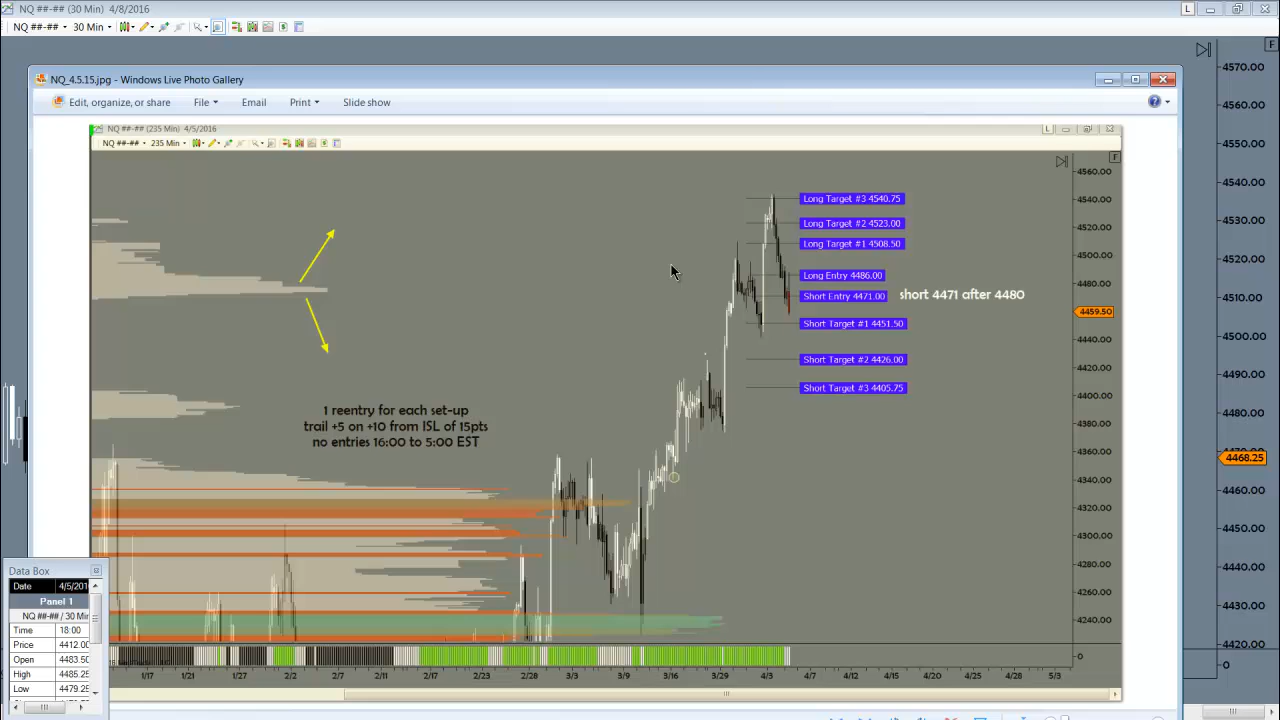 NQ ##-## (30 Min) 4/8/2016
L
NQ ##-## 30 Min
F
NQ_4.5.15.jpg - Windows Live Photo Gallery
Edit, organize, or share File Email Print Slide show
NQ ##-## (235 Min) 4/5/2016
L
NQ ##-## 235 Min
F
Long Target #3 4540.75
Long Target #2 4523.00
Long Target #1 4508.50
Long Entry 4486.00
Short Entry 4471.00 short 4471 after 4480
Short Target #1 4451.50
Short Target #2 4426.00
Short Target #3 4405.75
1 reentry for each set-up
trail +5 on +10 from ISL of 15pts
no entries 16:00 to 5:00 EST
4560.00
4540.00
4520.00
4500.00
4480.00
4459.50
4440.00
4420.00
4400.00
4380.00
4360.00
4340.00
4320.00
4300.00
4280.00
4260.00
4240.00
0
1/17 1/21 1/27 2/2 2/11 2/17 2/23 3/3 3/9 3/16 3/29 4/3 4/7 4/12 4/15 4/20 4/25 4/28 5/3
4570.00
4560.00
4550.00
4540.00
4530.00
4520.00
4510.00
4500.00
4490.00
4480.00
4468.25
4460.00
4450.00
4440.00
4430.00
4420.00
0
Data Box
Date 4/5/201
Panel 1
NQ ##-## / 30 Min
Time 18:00
Price 4412.00
Open 4483.50
High 4485.25
Low 4479.25